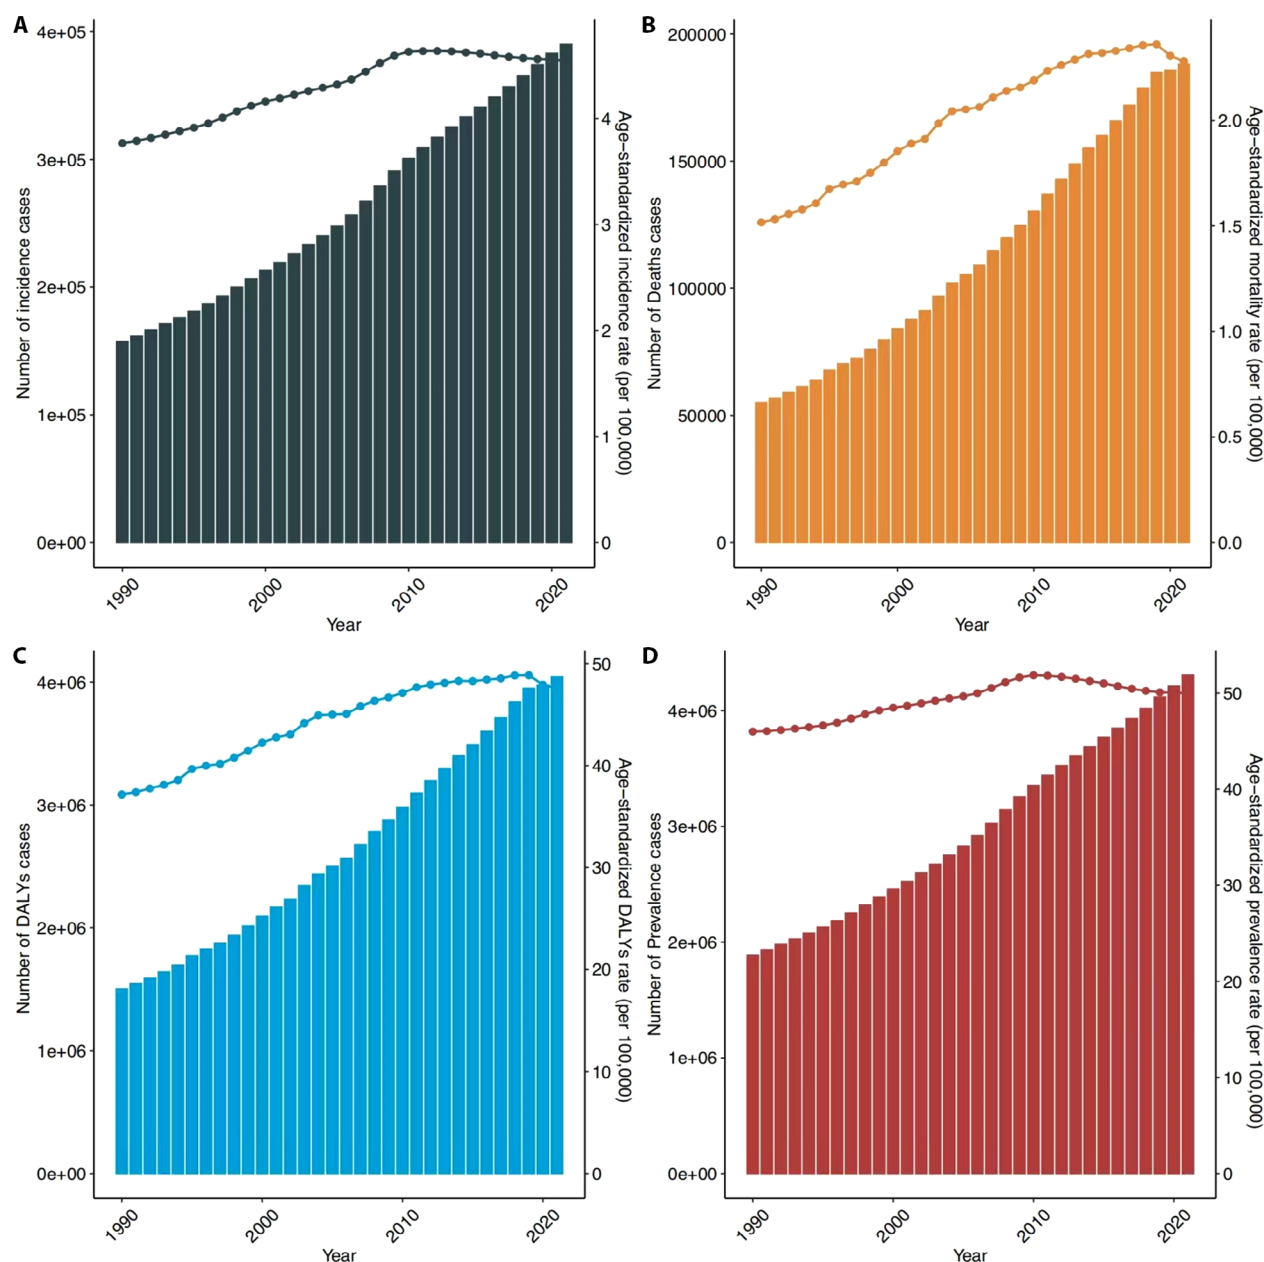 A
Number of incidence cases
4e+05
3e+05
2e+05
1e+05
0e+00
4
3
2
1
0
Age-standardized incidence rate (per 100,000)
1990
2000
2010
2020
Year
B
Number of Deaths cases
200000
150000
100000
50000
0
2.0
1.5
1.0
0.5
0.0
Age-standardized mortality rate (per 100,000)
1990
2000
2010
2020
Year
C
Number of DALYs cases
4e+06
3e+06
2e+06
1e+06
0e+00
50
40
30
20
10
0
Age-standardized DALYs rate (per 100,000)
1990
2000
2010
2020
Year
D
Number of Prevalence cases
4e+06
3e+06
2e+06
1e+06
0e+00
50
40
30
20
10
0
Age-standardized prevalence rate (per 100,000)
1990
2000
2010
2020
Year